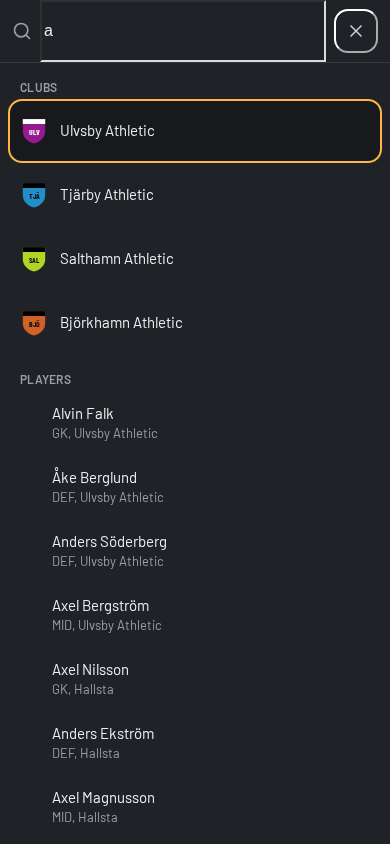 a
CLUBS
ULV
Ulvsby Athletic
TJÄ
Tjärby Athletic
SAL
Salthamn Athletic
BJÖ
Björkhamn Athletic
PLAYERS
Alvin Falk
GK, Ulvsby Athletic
Åke Berglund
DEF, Ulvsby Athletic
Anders Söderberg
DEF, Ulvsby Athletic
Axel Bergström
MID, Ulvsby Athletic
Axel Nilsson
GK, Hallsta
Anders Ekström
DEF, Hallsta
Axel Magnusson
MID, Hallsta